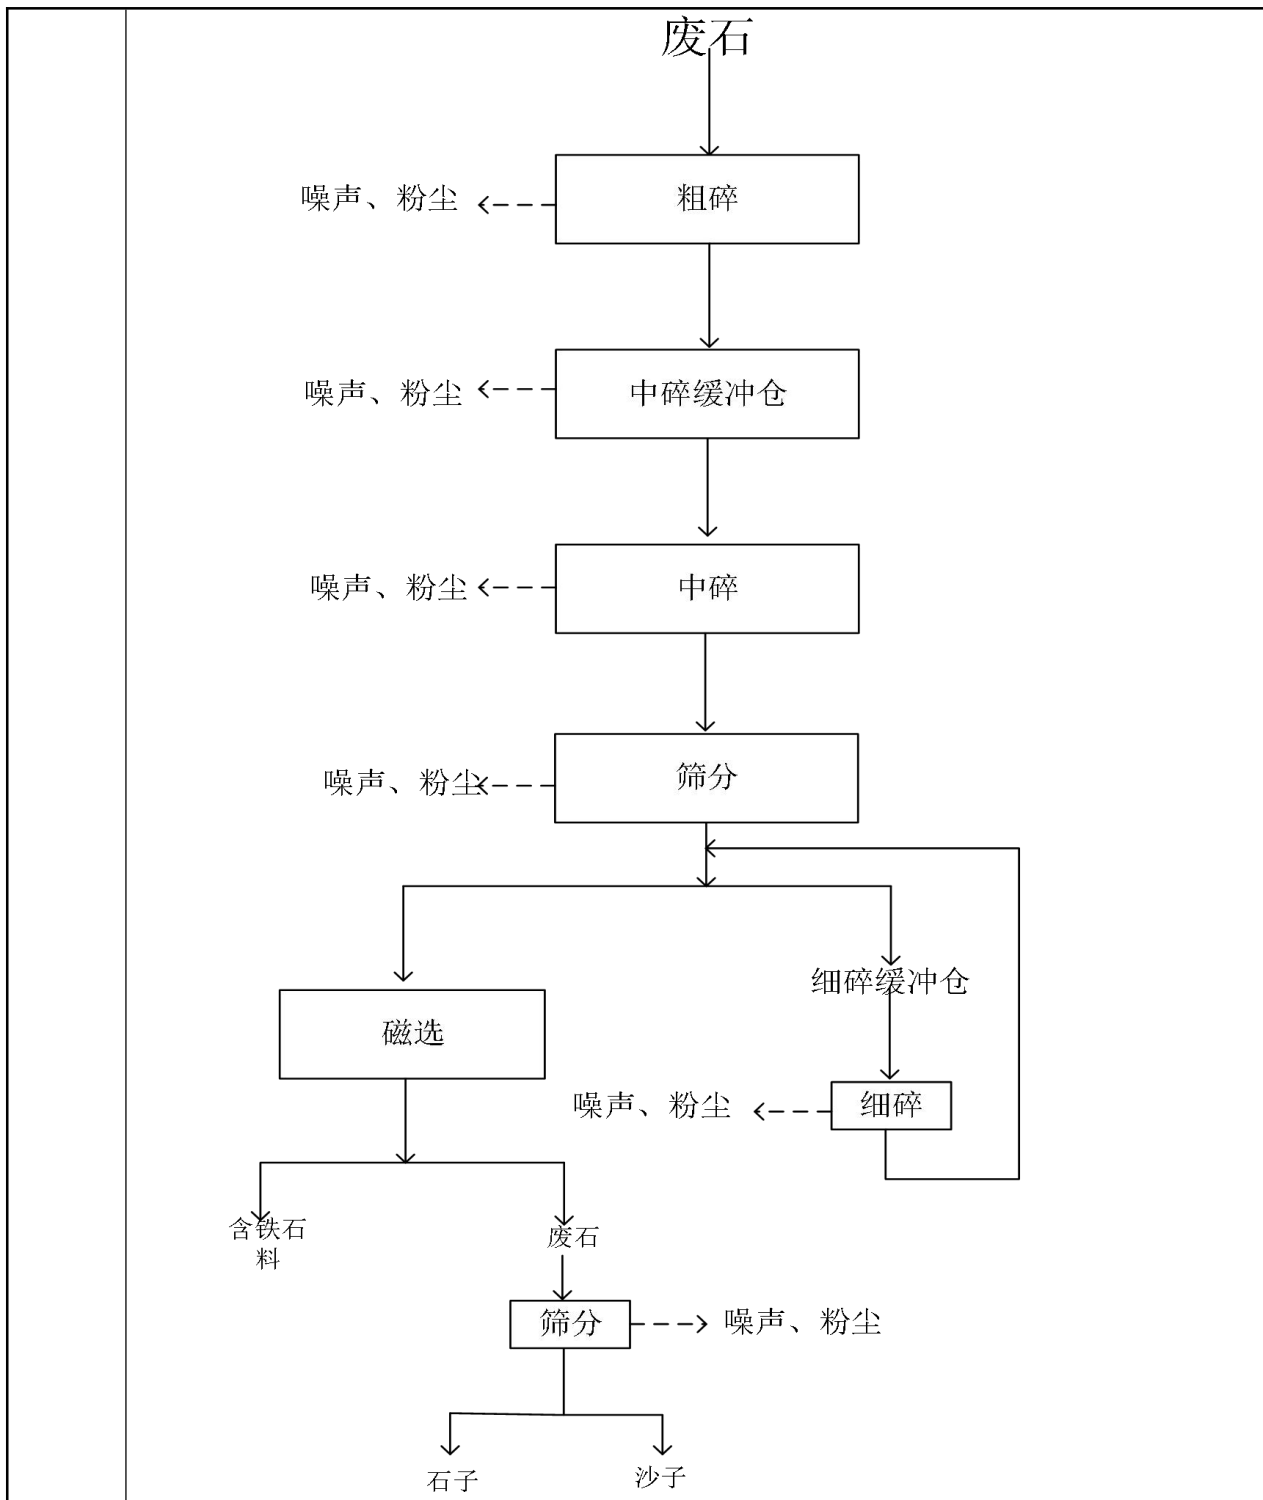 废石
噪声、粉尘
粗碎
噪声、粉尘
中碎缓冲仓
噪声、粉尘
中碎
噪声、粉尘
筛分
细碎缓冲仓
磁选
噪声、粉尘
细碎
含铁石
料
废石
筛分
噪声、粉尘
石子
沙子